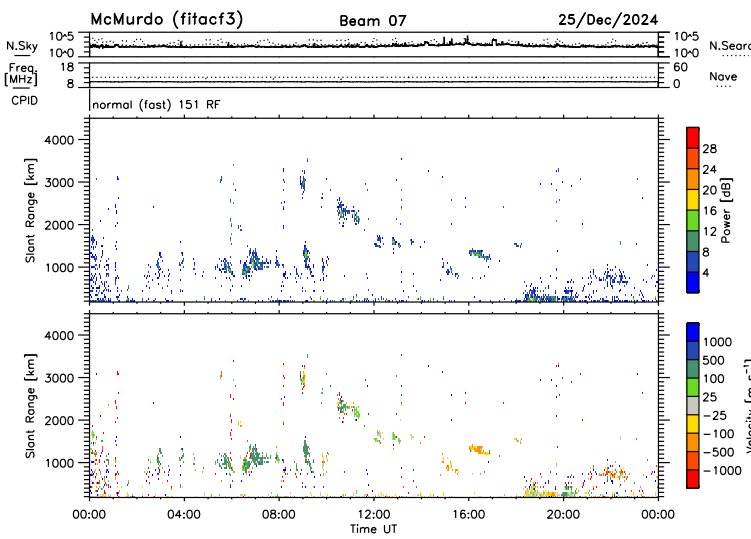 McMurdo (fitacf3) Beam 07 25/Dec/2024
N.Sky 10^5 10^0 10^5 10^0 N.Searc
Freq. [MHz] 18 8 60 0 Nave
CPID normal (fast) 151 RF
Slant Range [km]
4000
3000
2000
1000
28
24
20
16
12
8
4
Power [dB]
Slant Range [km]
4000
3000
2000
1000
1000
500
100
25
-25
-100
-500
-1000
Velocity [m s^-1]
00:00 04:00 08:00 12:00 16:00 20:00 00:00
Time UT